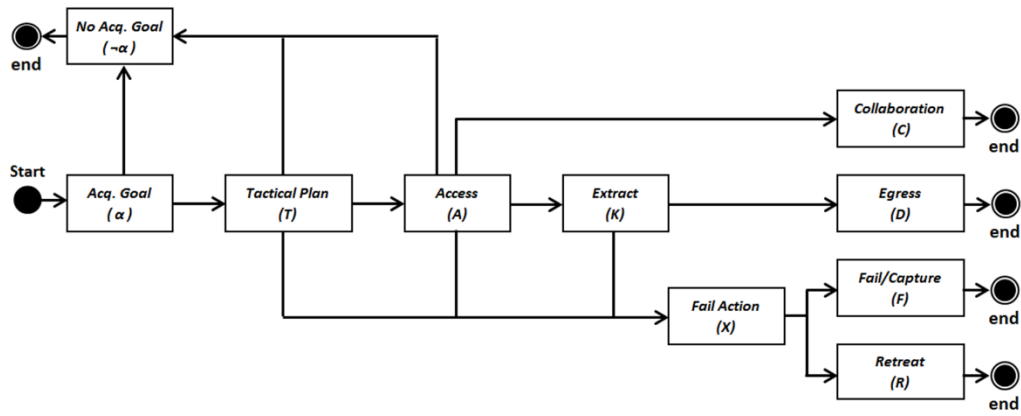 No Acq. Goal
(¬α)
end
Collaboration
(C)
end
Start
Acq. Goal
(α)
Tactical Plan
(T)
Access
(A)
Extract
(K)
Egress
(D)
end
Fail Action
(X)
Fail/Capture
(F)
end
Retreat
(R)
end